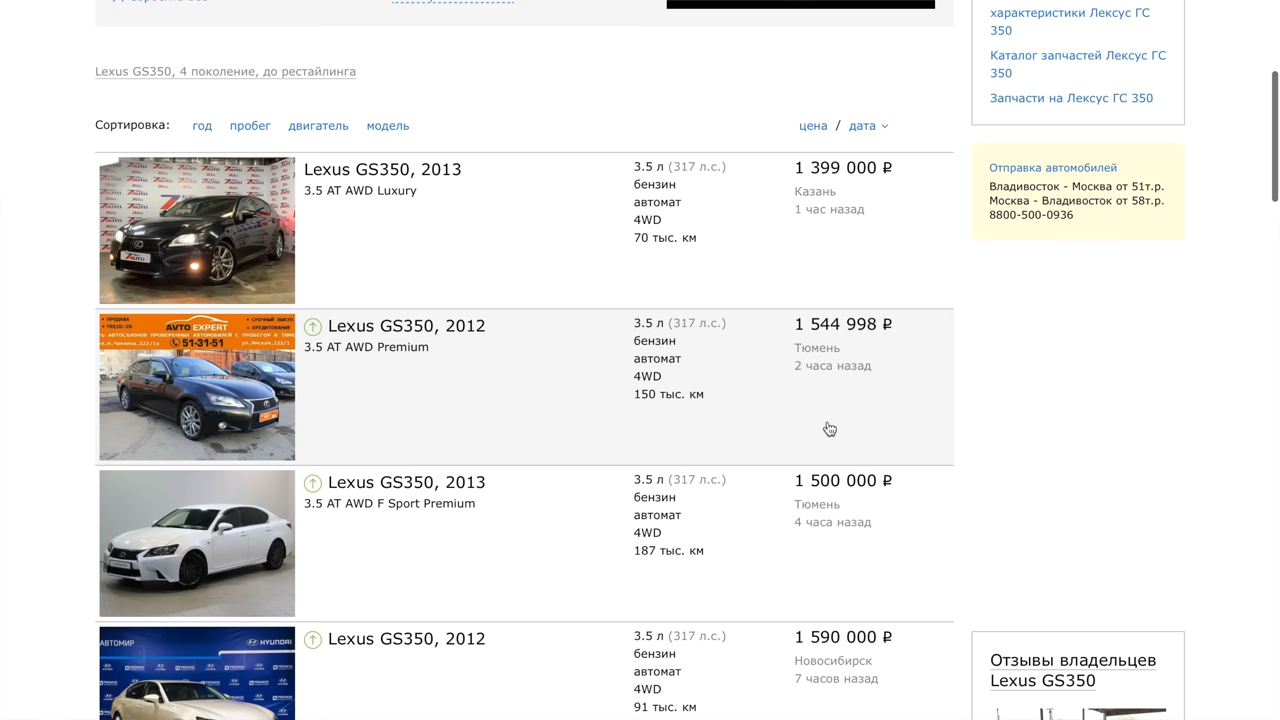 характеристики Лексус ГС
350
Каталог запчастей Лексус ГС
350
Запчасти на Лексус ГС 350
Lexus GS350, 4 поколение, до рестайлинга
Сортировка: год пробег двигатель модель цена / дата
Отправка автомобилей
Владивосток - Москва от 51т.р.
Москва - Владивосток от 58т.р.
8800-500-0936
Lexus GS350, 2013
3.5 AT AWD Luxury
3.5 л (317 л.с.)
бензин
автомат
4WD
70 тыс. км
1 399 000 ₽
Казань
1 час назад
• ПРОДАЖА
• TREID-IN
AVTO EXPERT
• СРОЧНЫЙ ВЫКУП
• КРЕДИТОВАНИЕ
51-31-51
Lexus GS350, 2012
3.5 AT AWD Premium
3.5 л (317 л.с.)
бензин
автомат
4WD
150 тыс. км
1 544 998 ₽
Тюмень
2 часа назад
Lexus GS350, 2013
3.5 AT AWD F Sport Premium
3.5 л (317 л.с.)
бензин
автомат
4WD
187 тыс. км
1 500 000 ₽
Тюмень
4 часа назад
АВТОМИР
HYUNDAI
Lexus GS350, 2012
3.5 л (317 л.с.)
бензин
автомат
4WD
91 тыс. км
1 590 000 ₽
Новосибирск
7 часов назад
Отзывы владельцев
Lexus GS350